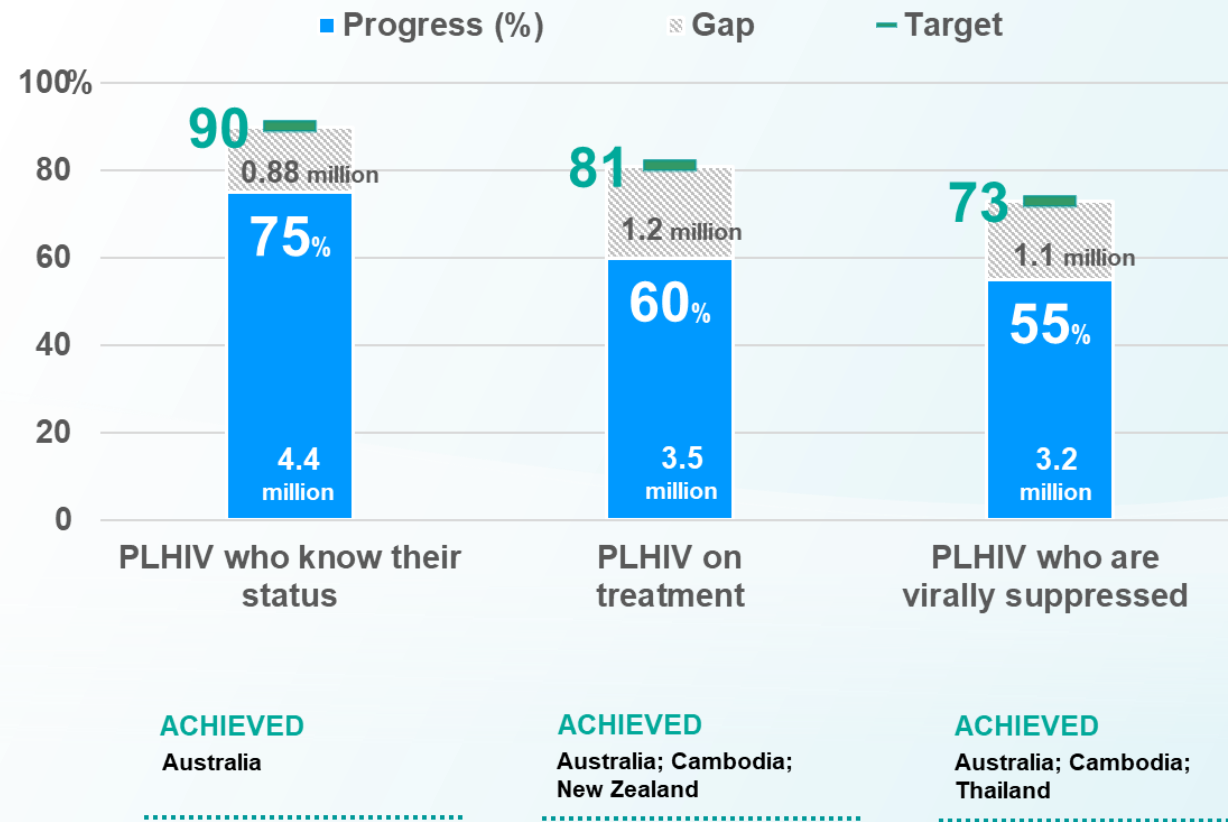 Progress (%) Gap Target
100%
90
0.88 million
80
81
75%
1.2 million
73
60
60%
1.1 million
55%
40
20
4.4
million
3.5
million
3.2
million
0
PLHIV who know their
status
PLHIV on
treatment
PLHIV who are
virally suppressed
ACHIEVED
Australia
ACHIEVED
Australia; Cambodia;
New Zealand
ACHIEVED
Australia; Cambodia;
Thailand